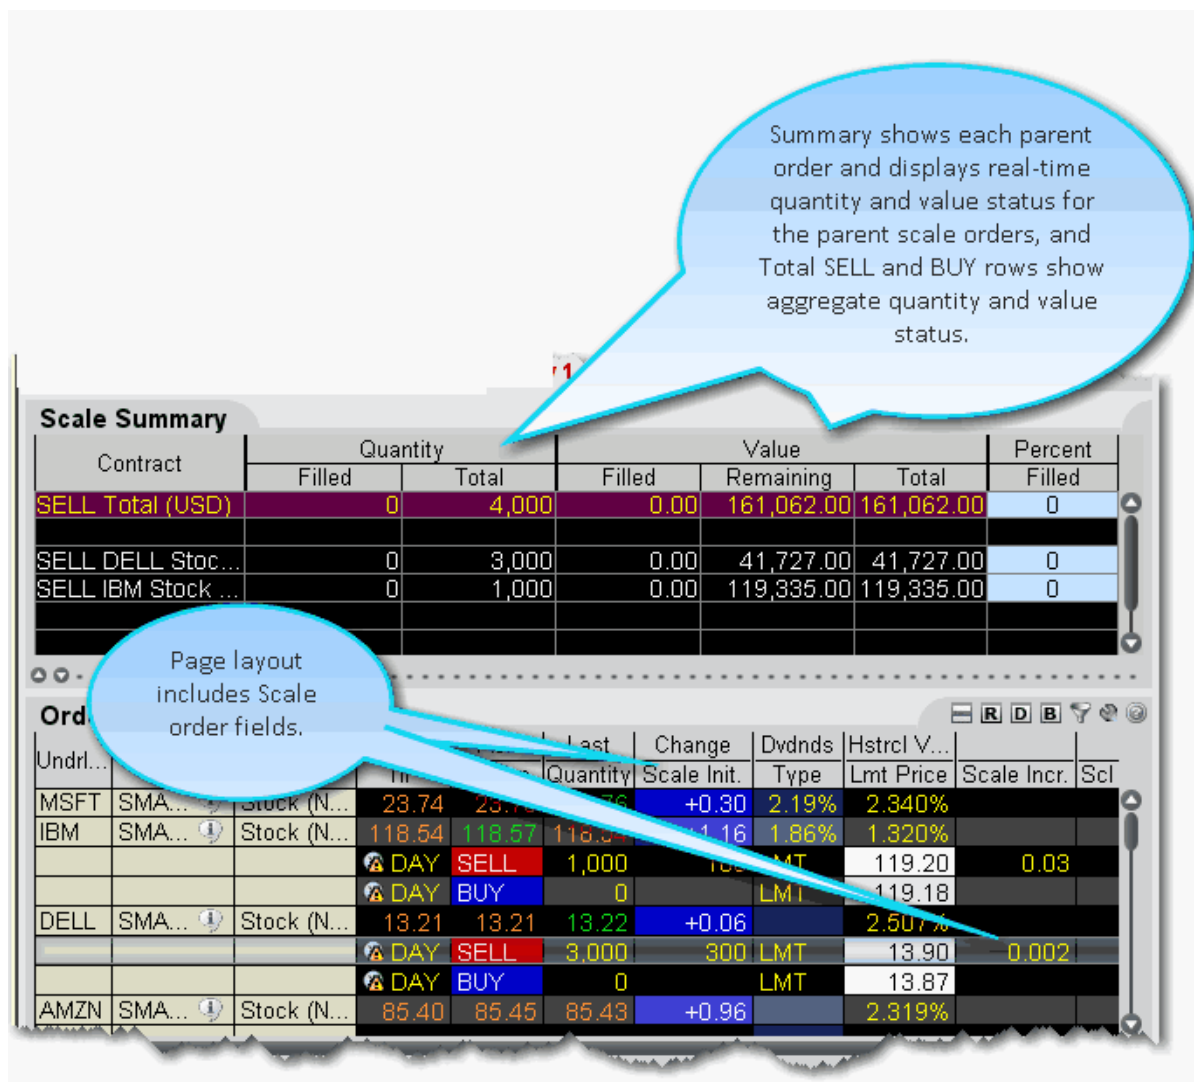 Summary shows each parent
order and displays real-time
quantity and value status for
the parent scale orders, and
Total SELL and BUY rows show
aggregate quantity and value
status.
1
Scale Summary
Contract Quantity Value Percent
Filled Total Filled Remaining Total Filled
SELL Total (USD) 0 4,000 0.00 161,062.00 161,062.00 0
SELL DELL Stoc... 0 3,000 0.00 41,727.00 41,727.00 0
SELL IBM Stock ... 0 1,000 0.00 119,335.00 119,335.00 0
Page layout
includes Scale
order fields.
Ord
R D B
Undrl... Last Change Dvdnds Hstrcl V...
Quantity Scale Init. Type Lmt Price Scale Incr. Scl
MSFT SMA... Stock (N... 23.74 +0.30 2.19% 2.340%
IBM SMA... Stock (N... 118.54 118.57 1.16 1.86% 1.320%
DAY SELL 1,000 LMT 119.20 0.03
DAY BUY 0 LMT 119.18
DELL SMA... Stock (N... 13.21 13.21 13.22 +0.06 2.507%
DAY SELL 3,000 300 LMT 13.90 0.002
DAY BUY 0 LMT 13.87
AMZN SMA... Stock (N... 85.40 85.45 85.43 +0.96 2.319%